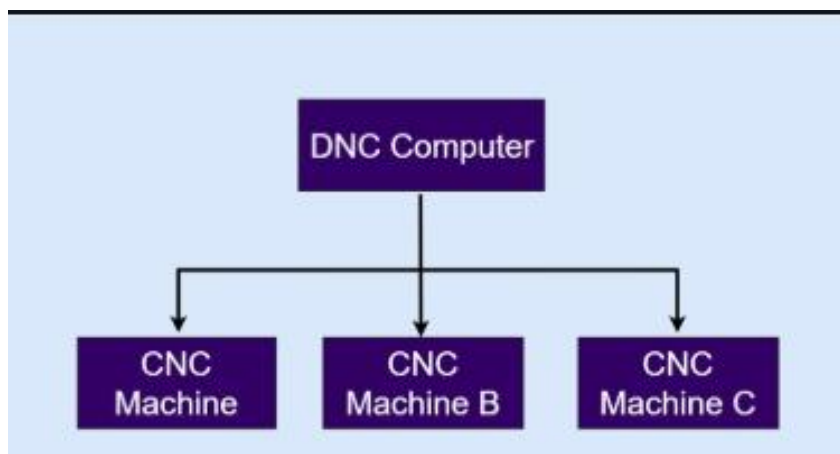 DNC Computer
CNC
Machine
CNC
Machine B
CNC
Machine C